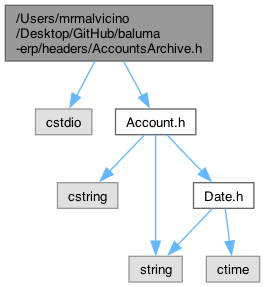 /Users/mrmalvicino
/Desktop/GitHub/baluma
-erp/headers/AccountsArchive.h
cstdio
Account.h
cstring
Date.h
string
ctime